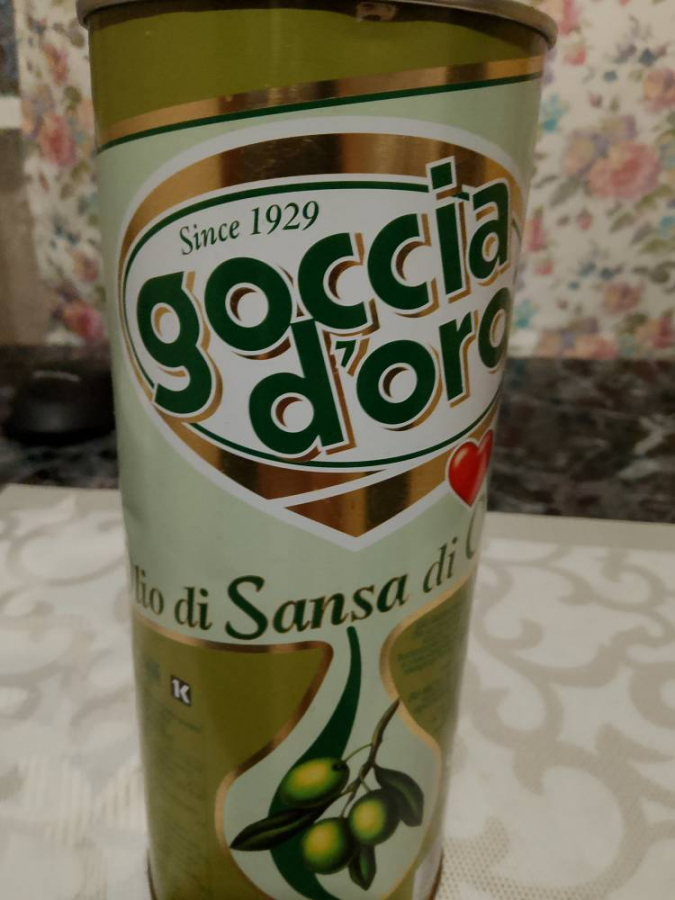 Since 1929
goccia
d'oro
lio di Sansa di
K